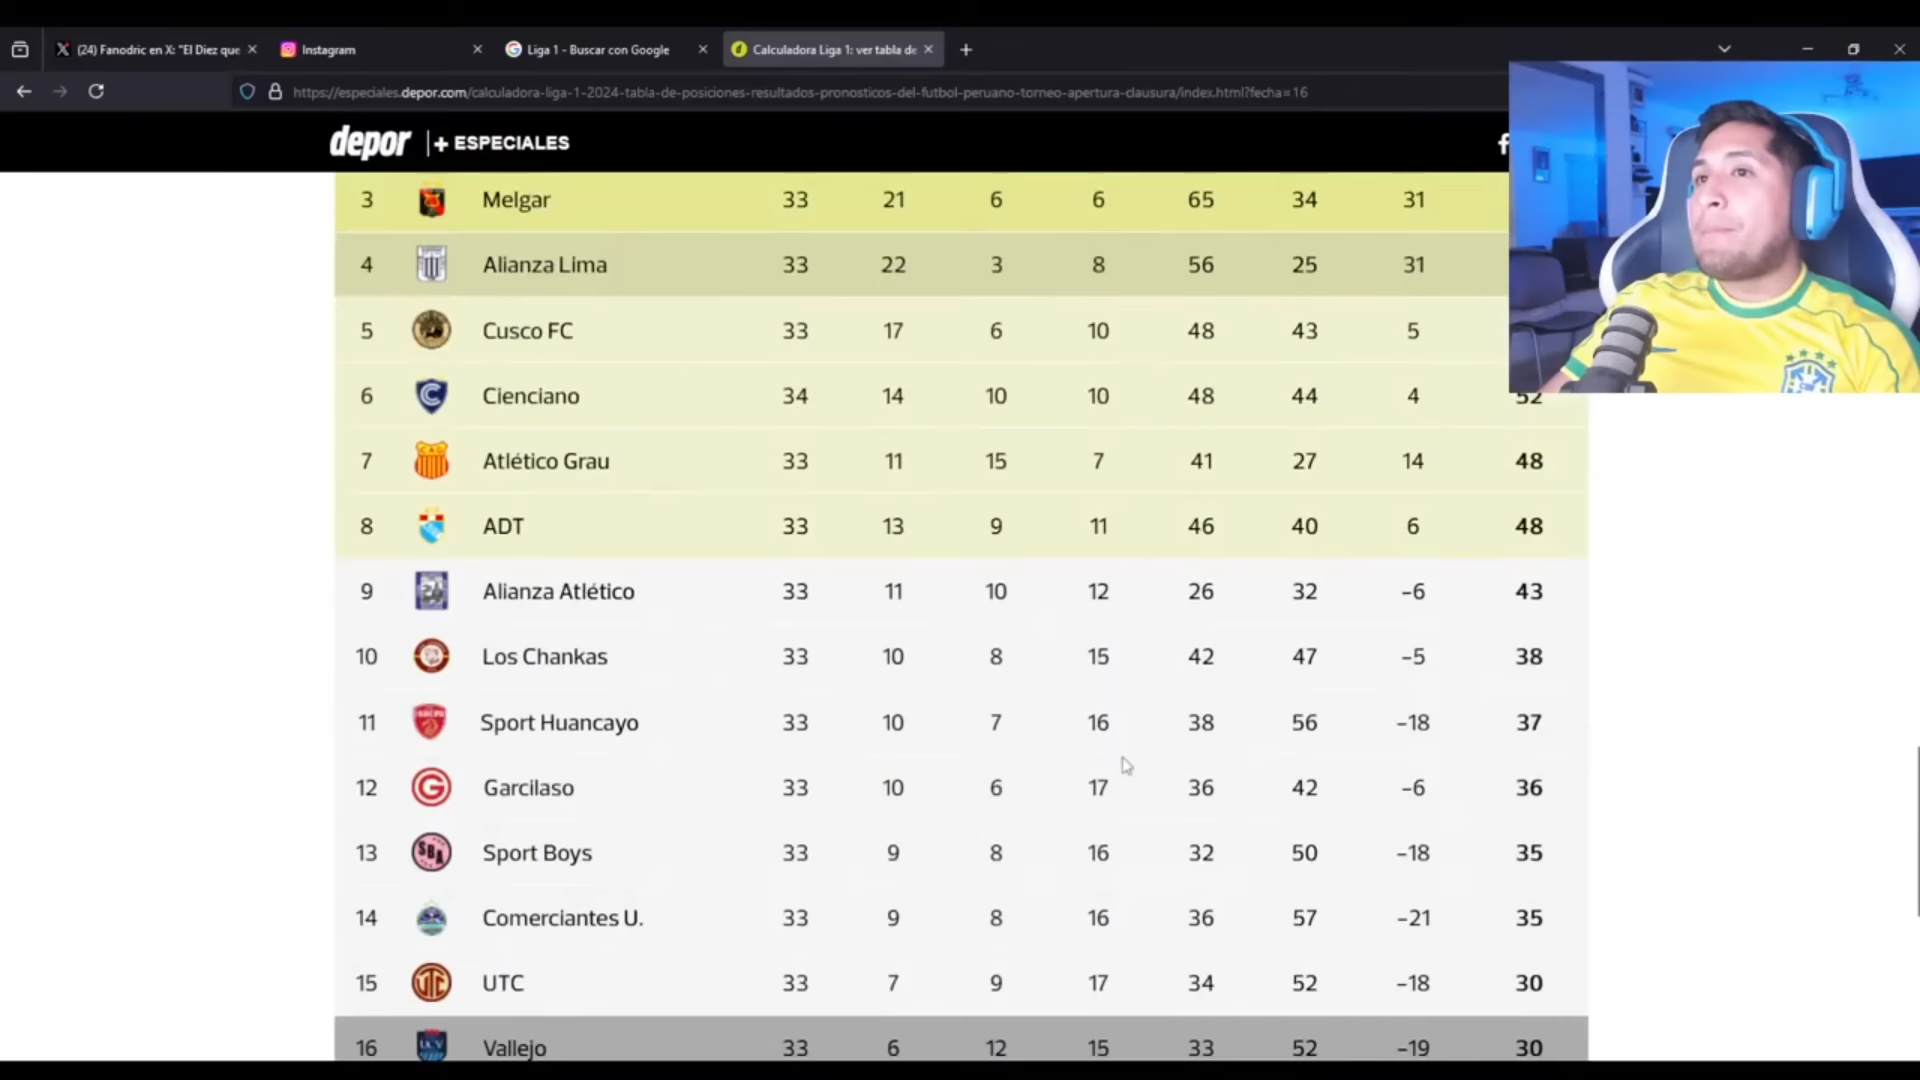 (24) Fanodric en X: "El Diez que
Instagram
Liga 1 - Buscar con Google
Calculadora Liga 1: ver tabla de
https://especiales.depor.com/calculadora-liga-1-2024-tabla-de-posiciones-resultados-pronosticos-del-futbol-peruano-torneo-apertura-clausura/index.html?fecha=16
depor + ESPECIALES
3 Melgar 33 21 6 6 65 34 31
4 Alianza Lima 33 22 3 8 56 25 31
5 Cusco FC 33 17 6 10 48 43 5
6 Cienciano 34 14 10 10 48 44 4 52
7 Atlético Grau 33 11 15 7 41 27 14 48
8 ADT 33 13 9 11 46 40 6 48
9 Alianza Atlético 33 11 10 12 26 32 -6 43
10 Los Chankas 33 10 8 15 42 47 -5 38
11 Sport Huancayo 33 10 7 16 38 56 -18 37
12 Garcilaso 33 10 6 17 36 42 -6 36
13 SBA Sport Boys 33 9 8 16 32 50 -18 35
14 Comerciantes U. 33 9 8 16 36 57 -21 35
15 UTC UTC 33 7 9 17 34 52 -18 30
16 UCV Vallejo 33 6 12 15 33 52 -19 30